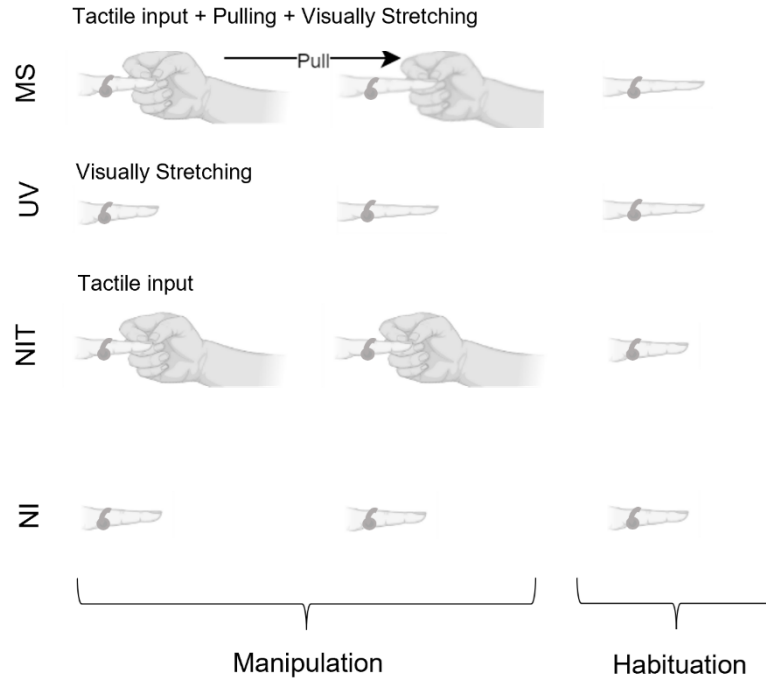 Tactile input + Pulling + Visually Stretching
MS
Pull
UV
Visually Stretching
Tactile input
NIT
NI
Manipulation
Habituation